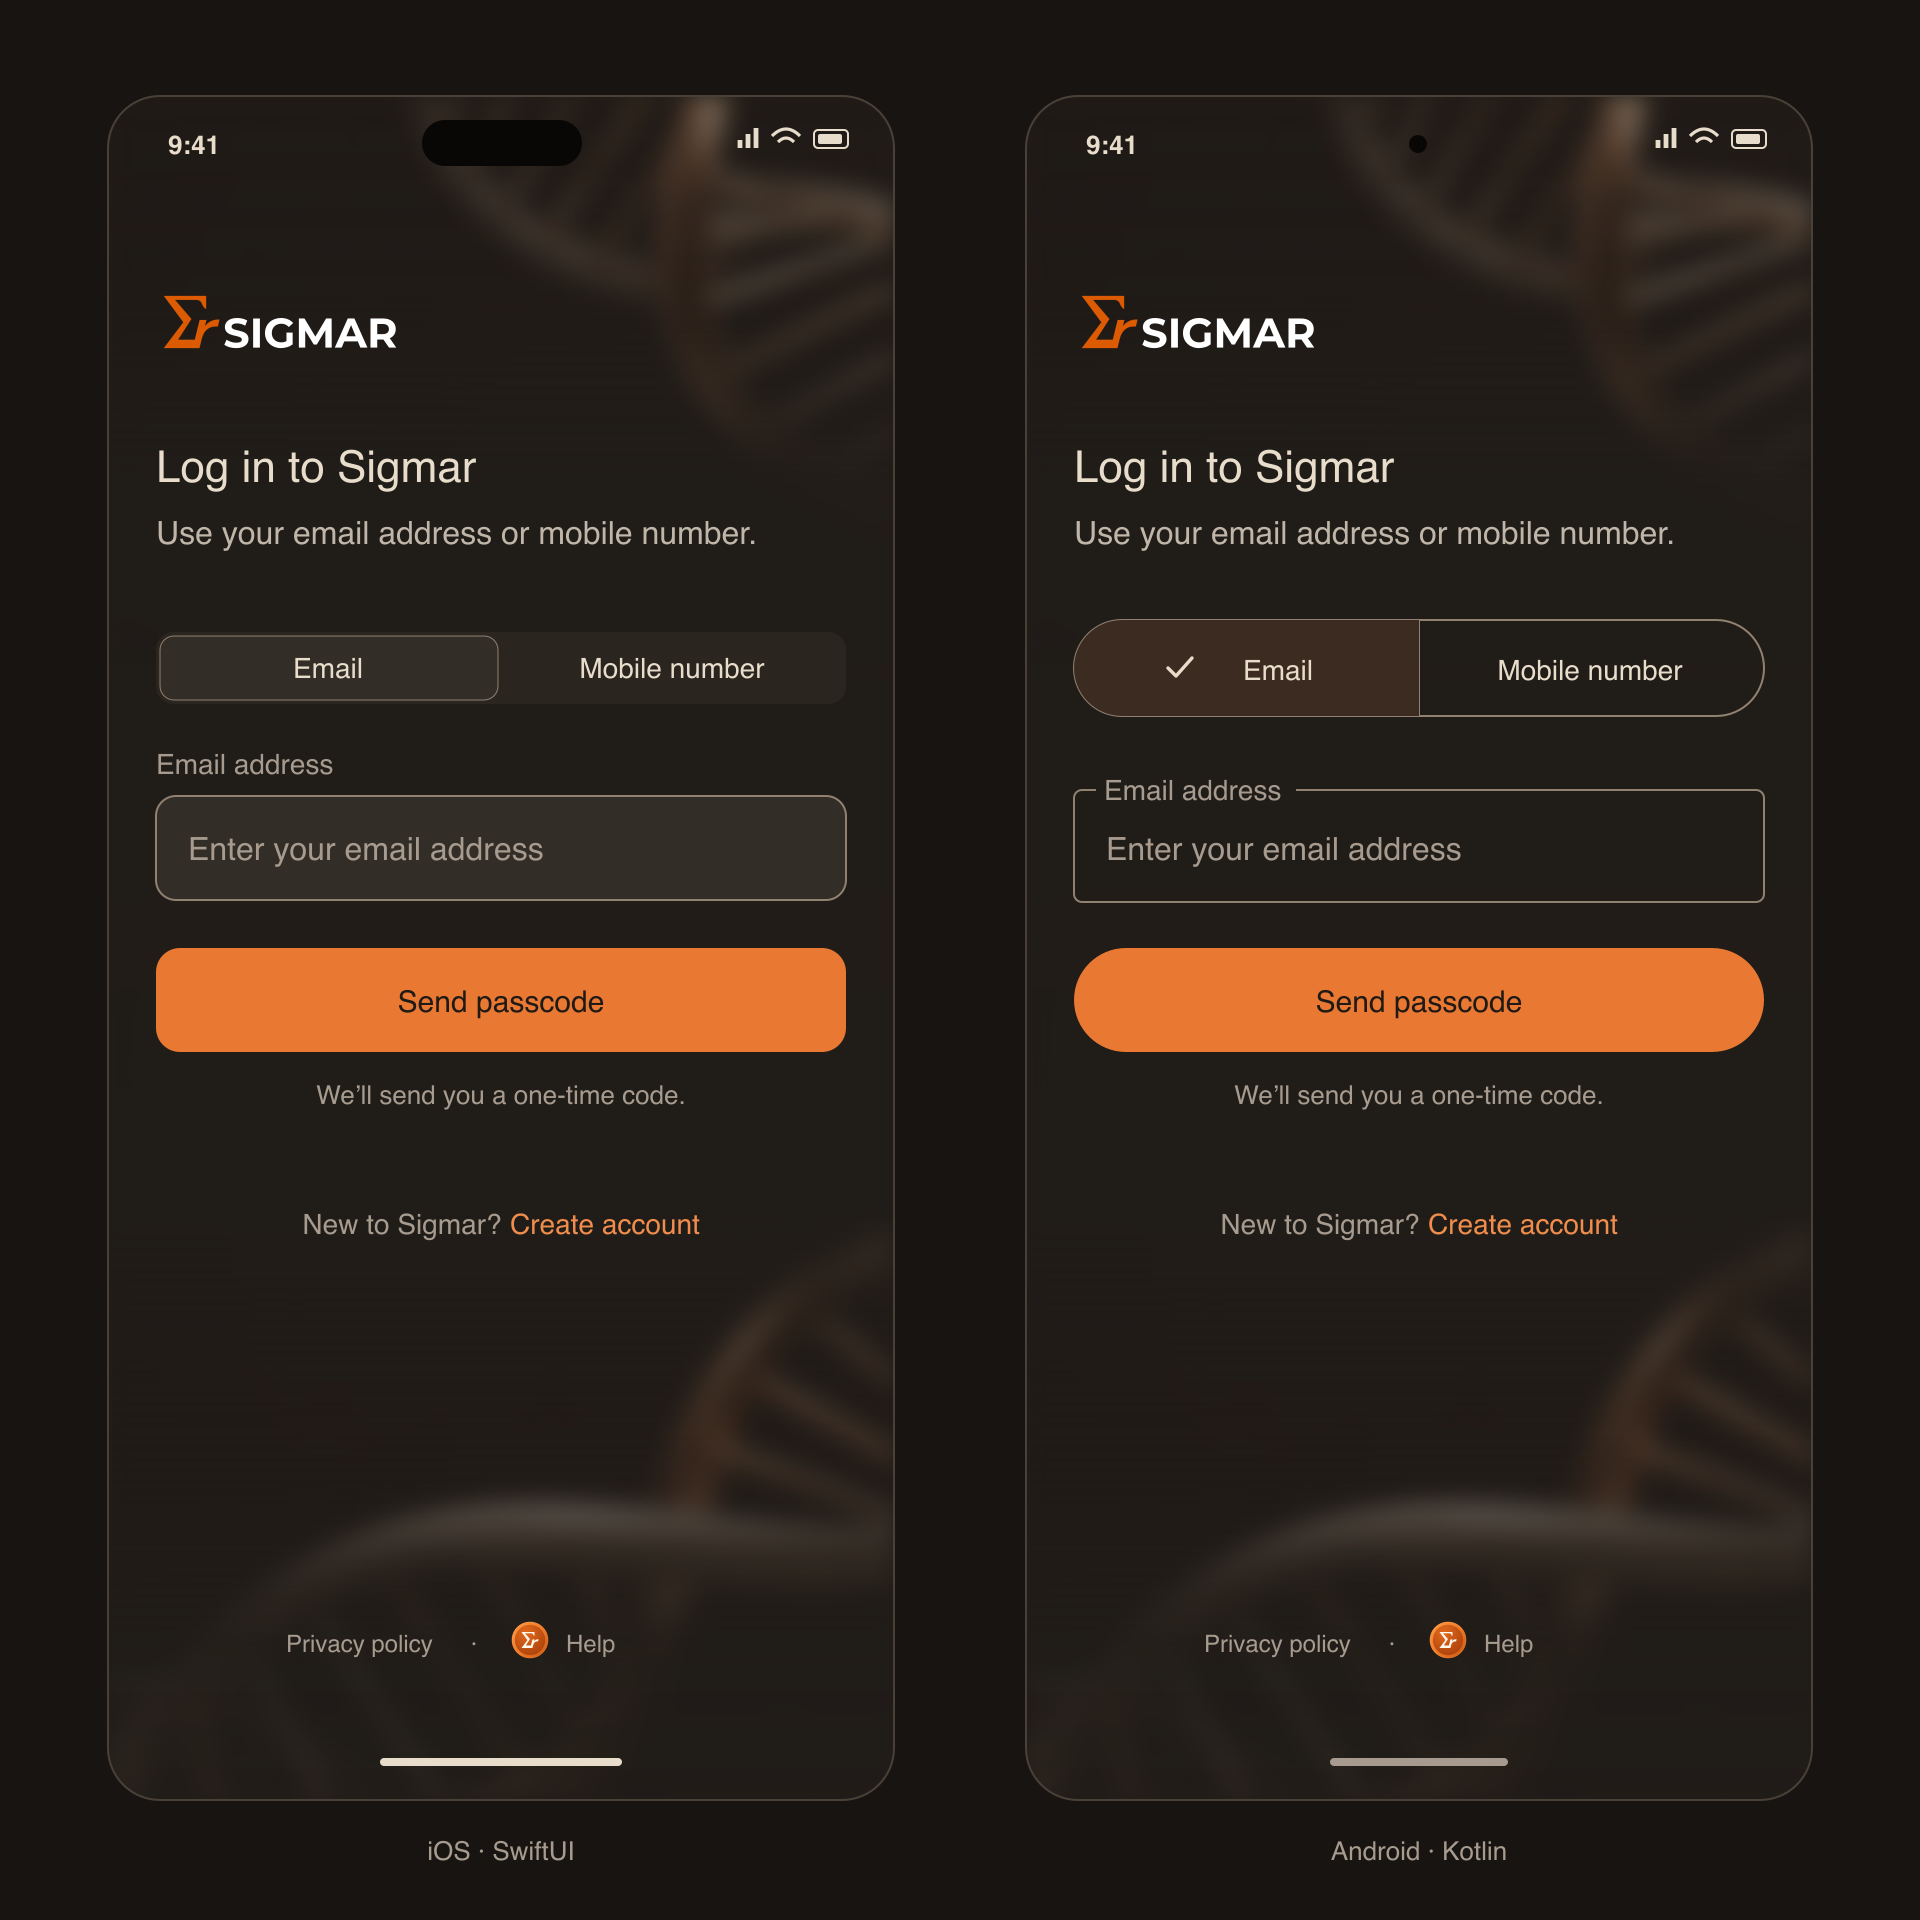 9:41
Σr SIGMAR
Log in to Sigmar
Use your email address or mobile number.
Email
Mobile number
Email address
Enter your email address
Send passcode
We’ll send you a one-time code.
New to Sigmar? Create account
Privacy policy · Σr Help
iOS · SwiftUI
9:41
Σr SIGMAR
Log in to Sigmar
Use your email address or mobile number.
Email
Mobile number
Email address
Enter your email address
Send passcode
We’ll send you a one-time code.
New to Sigmar? Create account
Privacy policy · Σr Help
Android · Kotlin